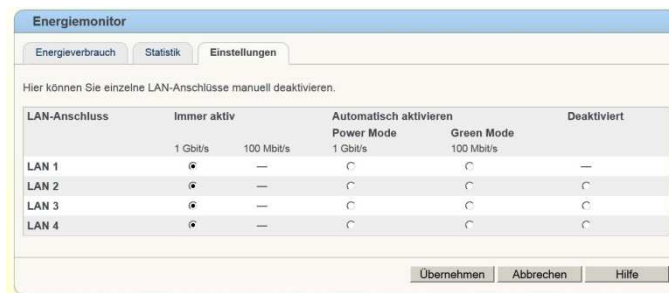 Energiemonitor
Energieverbrauch Statistik Einstellungen
Hier können Sie einzelne LAN-Anschlüsse manuell deaktivieren.
LAN-Anschluss Immer aktiv Automatisch aktivieren Deaktiviert
Power Mode Green Mode
1 Gbit/s 100 Mbit/s 1 Gbit/s 100 Mbit/s
LAN 1 — —
LAN 2 —
LAN 3 —
LAN 4 —
Übernehmen Abbrechen Hilfe